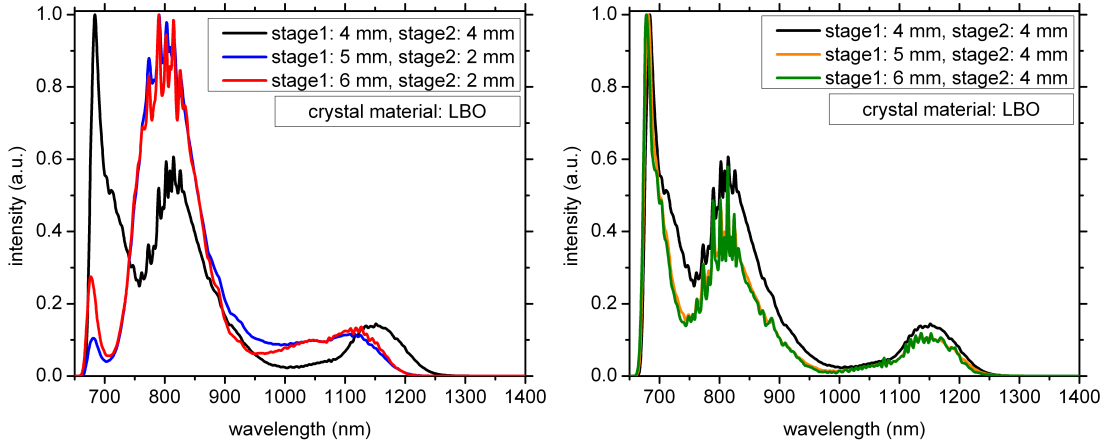 stage1: 4 mm, stage2: 4 mm
stage1: 5 mm, stage2: 2 mm
stage1: 6 mm, stage2: 2 mm
crystal material: LBO
intensity (a.u.)
1.0
0.8
0.6
0.4
0.2
0.0
700 800 900 1000 1100 1200 1300 1400
wavelength (nm)
stage1: 4 mm, stage2: 4 mm
stage1: 5 mm, stage2: 4 mm
stage1: 6 mm, stage2: 4 mm
crystal material: LBO
intensity (a.u.)
1.0
0.8
0.6
0.4
0.2
0.0
700 800 900 1000 1100 1200 1300 1400
wavelength (nm)